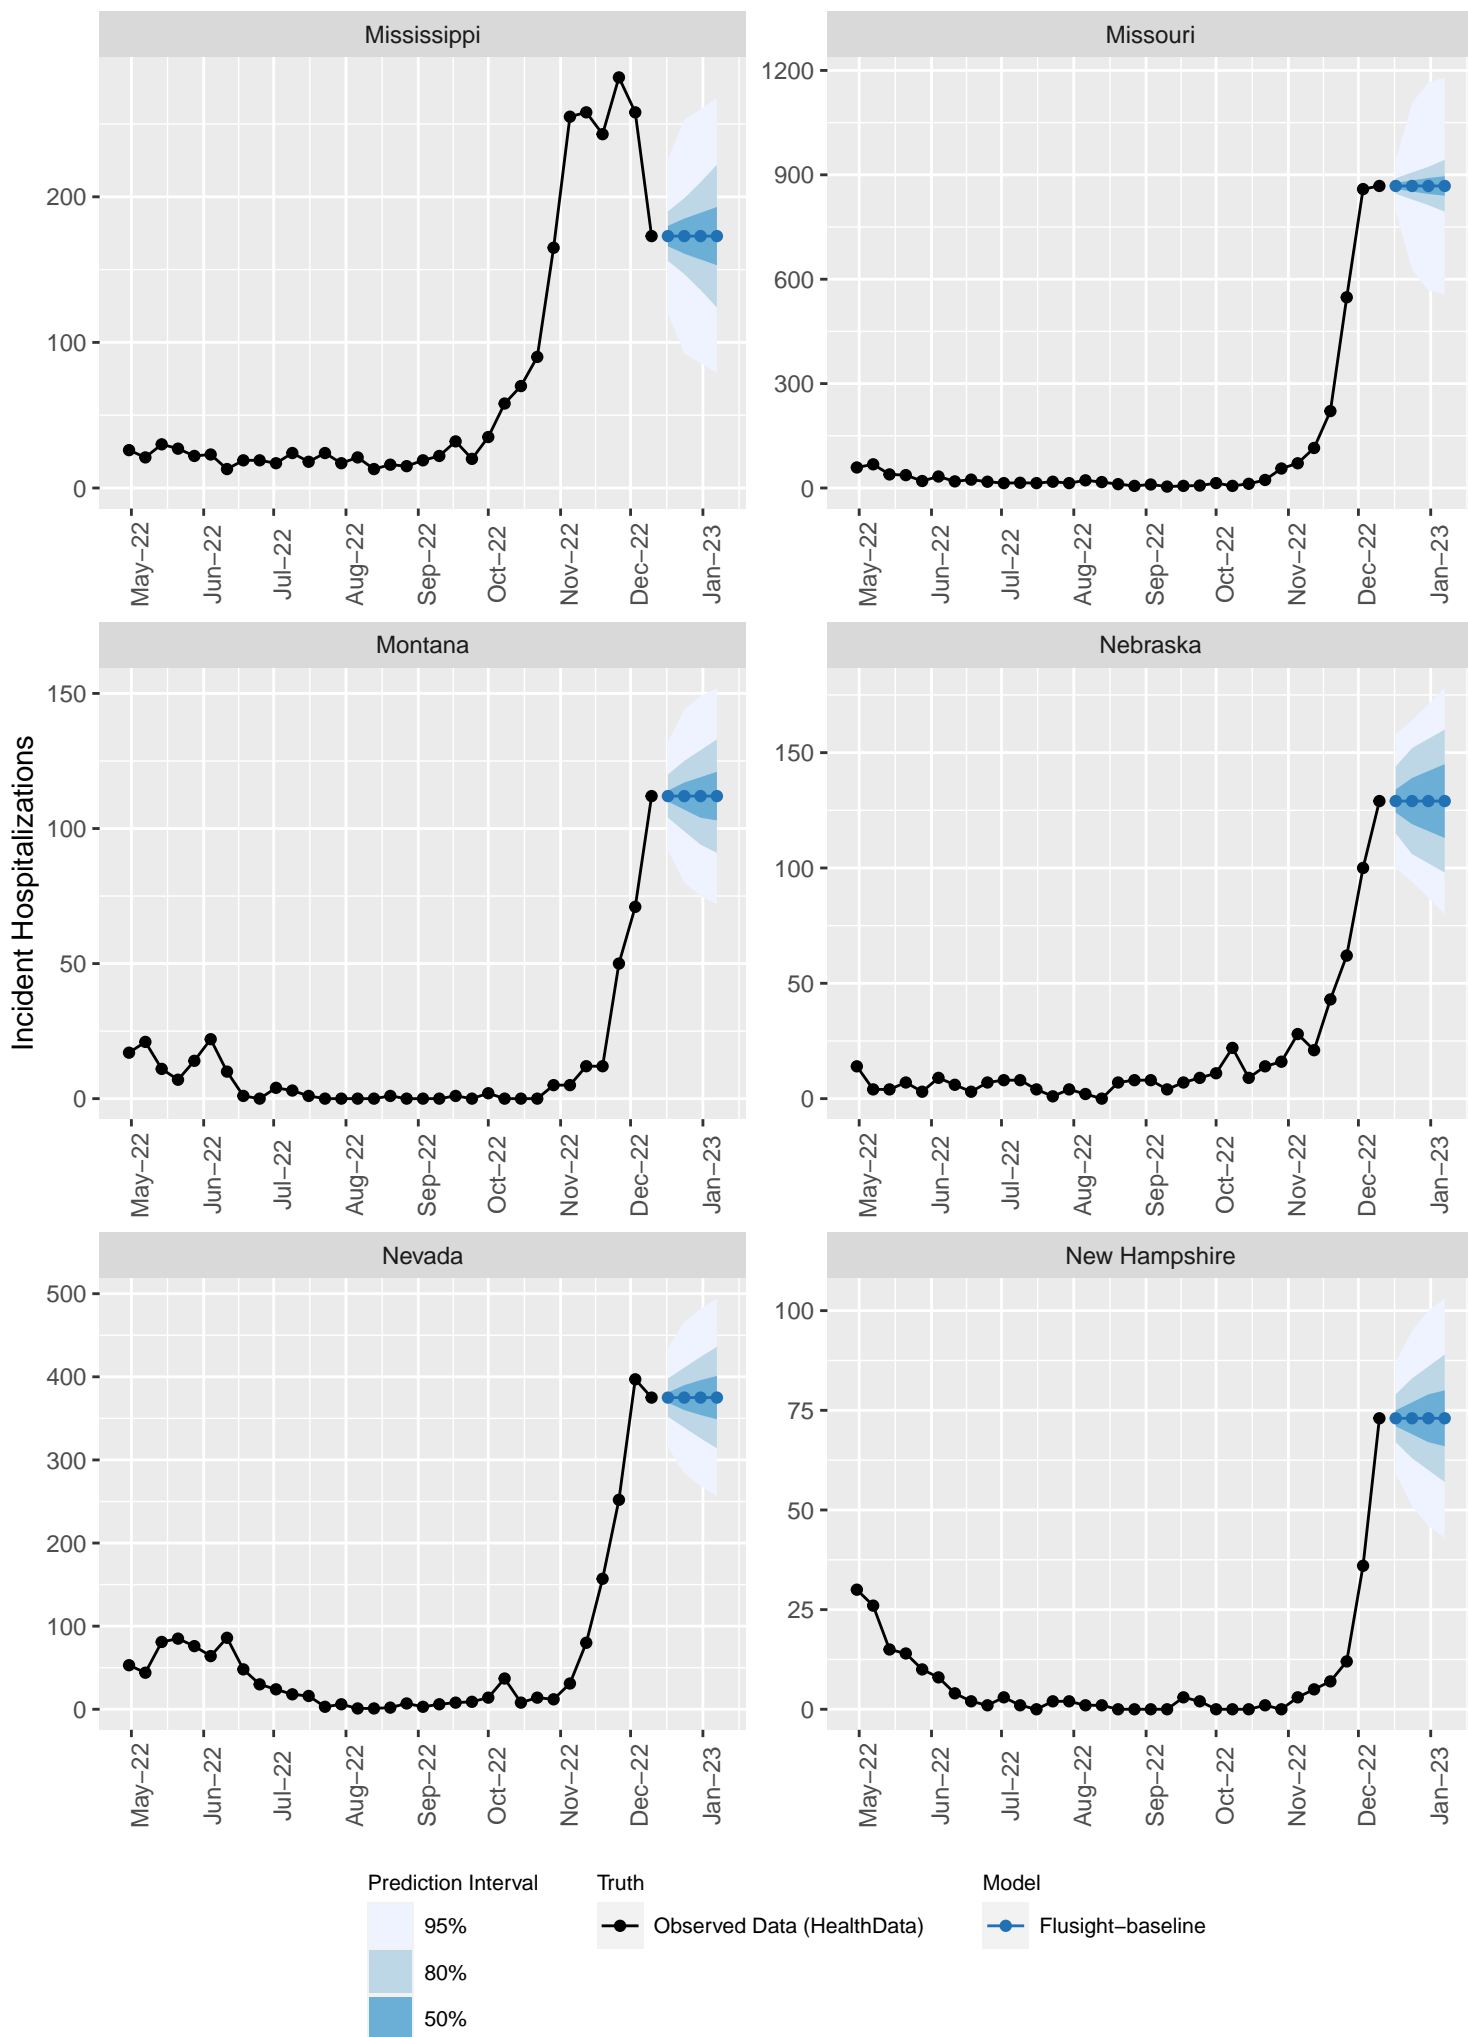 Mississippi
Missouri
200
100
0
1200
900
600
300
0
May−22
Jun−22
Jul−22
Aug−22
Sep−22
Oct−22
Nov−22
Dec−22
Jan−23
May−22
Jun−22
Jul−22
Aug−22
Sep−22
Oct−22
Nov−22
Dec−22
Jan−23
Incident Hospitalizations
Montana
Nebraska
150
100
50
0
150
100
50
0
May−22
Jun−22
Jul−22
Aug−22
Sep−22
Oct−22
Nov−22
Dec−22
Jan−23
May−22
Jun−22
Jul−22
Aug−22
Sep−22
Oct−22
Nov−22
Dec−22
Jan−23
Nevada
New Hampshire
500
400
300
200
100
0
100
75
50
25
0
May−22
Jun−22
Jul−22
Aug−22
Sep−22
Oct−22
Nov−22
Dec−22
Jan−23
May−22
Jun−22
Jul−22
Aug−22
Sep−22
Oct−22
Nov−22
Dec−22
Jan−23
Prediction Interval
95%
80%
50%
Truth
Observed Data (HealthData)
Model
Flusight−baseline